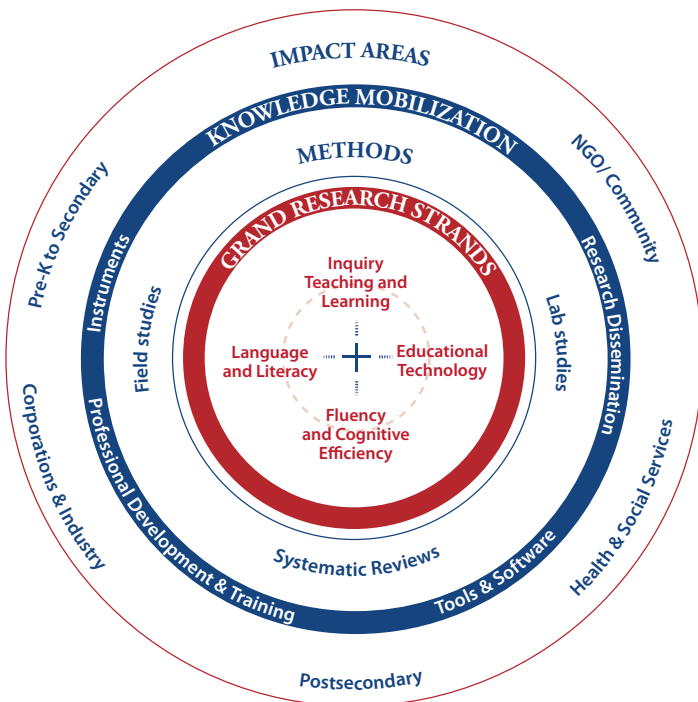 IMPACT AREAS
KNOWLEDGE MOBILIZATION
METHODS
GRAND RESEARCH STRANDS
Inquiry
Teaching and
Learning
Language
and Literacy
Educational
Technology
Fluency
and Cognitive
Efficiency
Field studies
Lab studies
Systematic Reviews
Instruments
Research Dissemination
Professional Development & Training
Tools & Software
Pre-K to Secondary
NGO/ Community
Corporations & Industry
Health & Social Services
Postsecondary